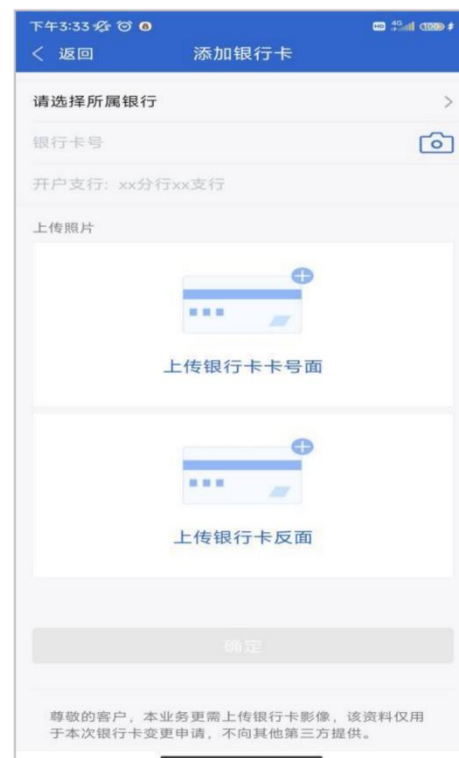 下午3:33
HD 4G 100
返回 添加银行卡
请选择所属银行
银行卡号
开户支行：xx分行xx支行
上传照片
上传银行卡卡号面
上传银行卡反面
确定
尊敬的客户，本业务更需上传银行卡影像，该资料仅用
于本次银行卡变更申请，不向其他第三方提供。